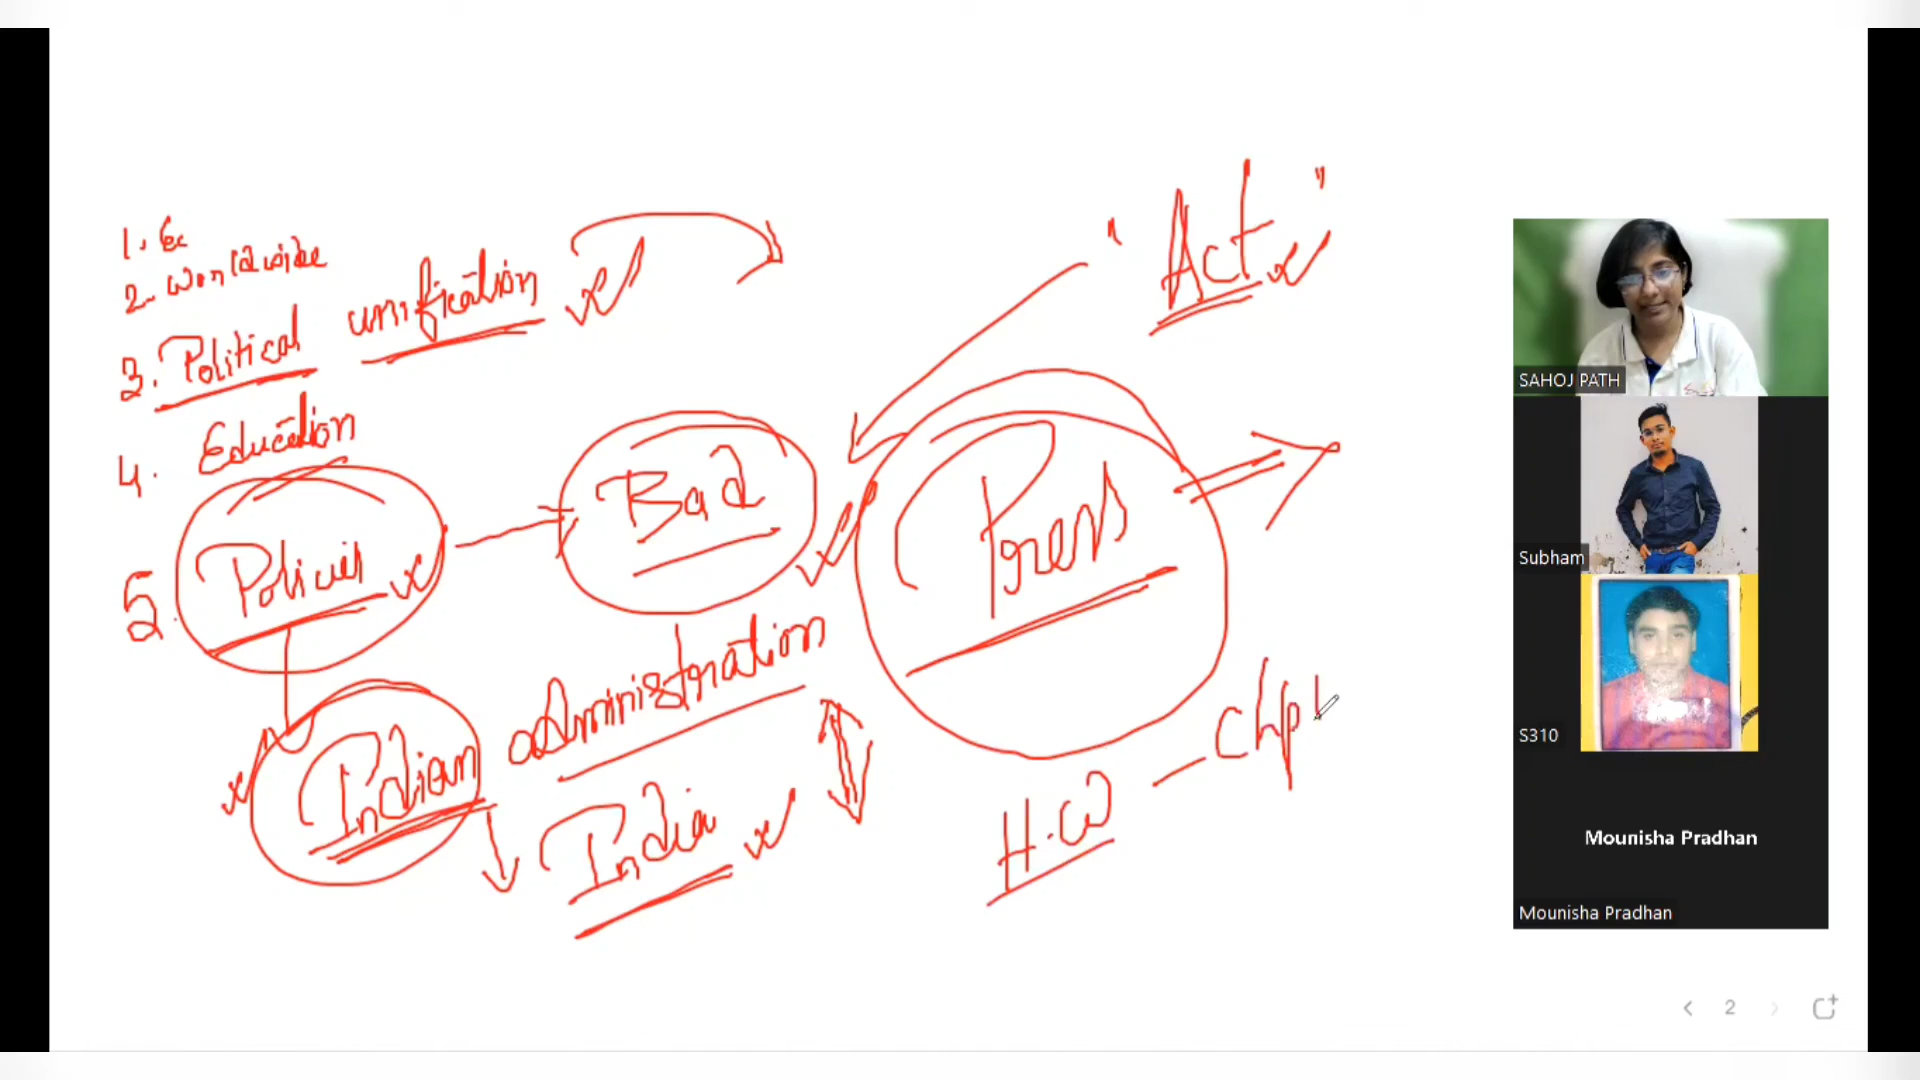 1. Ec
2. Worldwide
3. Political unification
4. Education
5. Policies
Bad
"Act"
Press
Indian administration
India
H.W - Chpt
SAHOJ PATH
Subham
S310
Mounisha Pradhan
Mounisha Pradhan
2